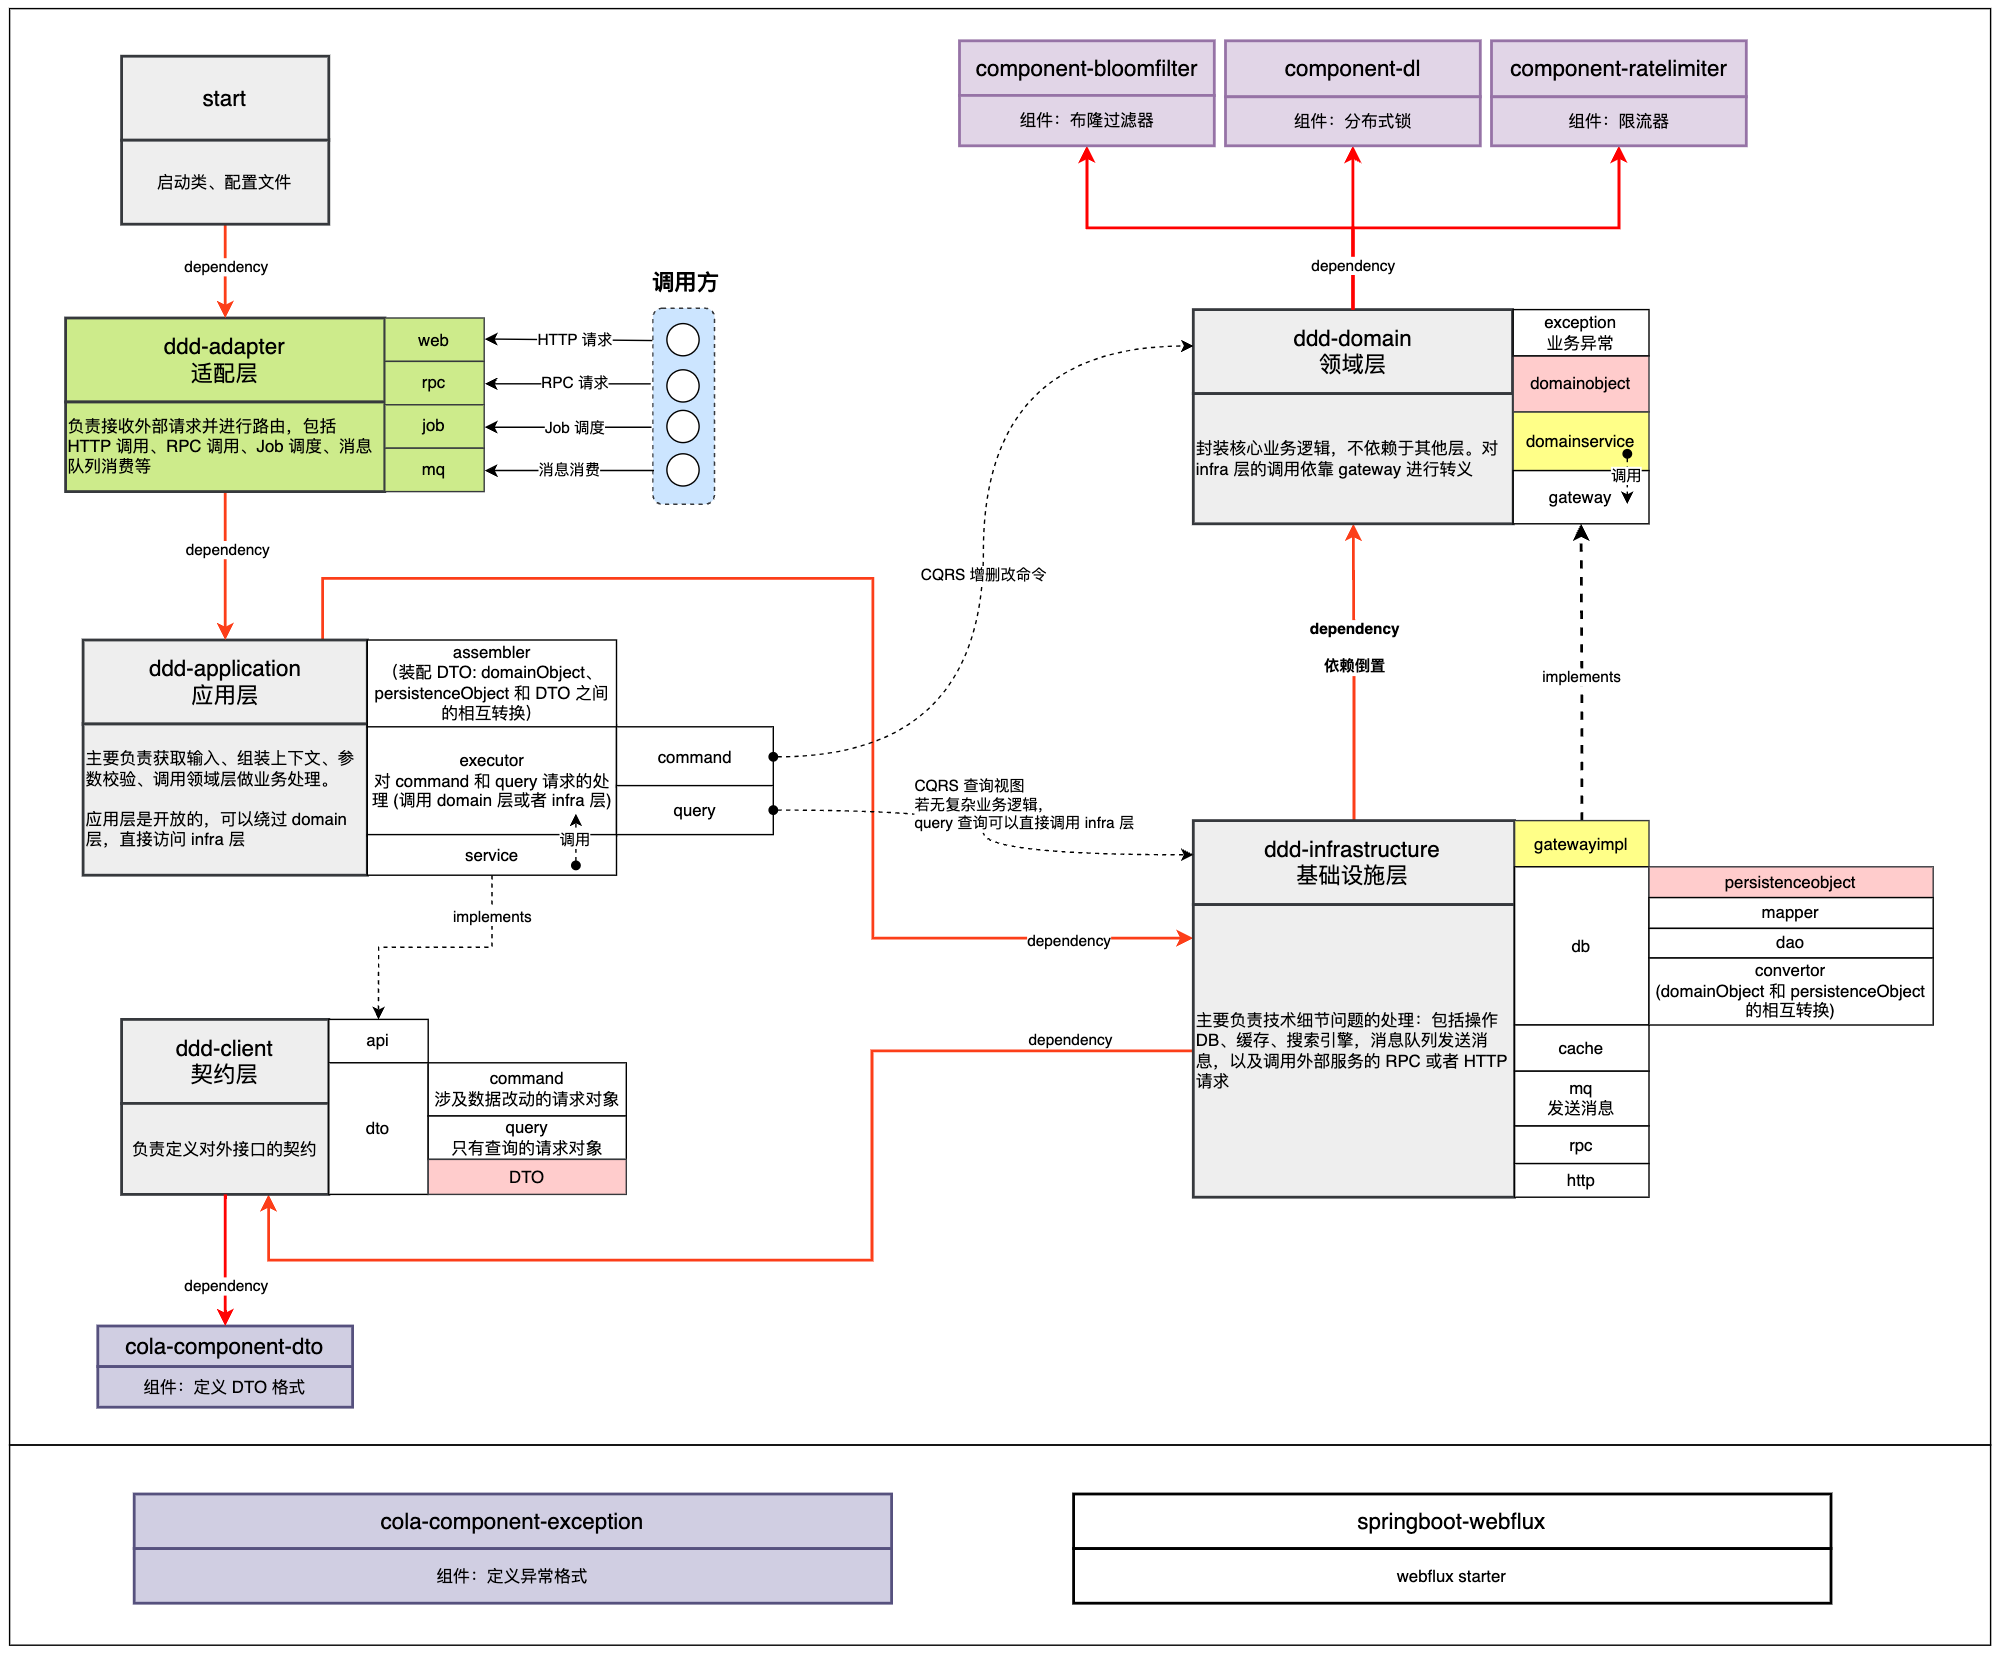 start
启动类、配置文件
dependency
component-bloomfilter
组件：布隆过滤器
component-dl
组件：分布式锁
component-ratelimiter
组件：限流器
dependency
调用方
ddd-adapter
适配层
负责接收外部请求并进行路由，包括
HTTP 调用、RPC 调用、Job 调度、消息
队列消费等
web
rpc
job
mq
HTTP 请求
RPC 请求
Job 调度
消息消费
dependency
ddd-domain
领域层
封装核心业务逻辑，不依赖于其他层。对
infra 层的调用依靠 gateway 进行转义
exception
业务异常
domainobject
domainservice
调用
gateway
CQRS 增删改命令
dependency
依赖倒置
implements
ddd-application
应用层
主要负责获取输入、组装上下文、参
数校验、调用领域层做业务处理。
应用层是开放的，可以绕过 domain
层，直接访问 infra 层
assembler
（装配 DTO: domainObject、
persistenceObject 和 DTO 之间
的相互转换）
executor
对 command 和 query 请求的处
理 (调用 domain 层或者 infra 层)
调用
service
command
query
CQRS 查询视图
若无复杂业务逻辑，
query 查询可以直接调用 infra 层
implements
dependency
dependency
ddd-infrastructure
基础设施层
主要负责技术细节问题的处理：包括操作
DB、缓存、搜索引擎，消息队列发送消
息，以及调用外部服务的 RPC 或者 HTTP
请求
gatewayimpl
db
persistenceobject
mapper
dao
convertor
(domainObject 和 persistenceObject
的相互转换)
cache
mq
发送消息
rpc
http
ddd-client
契约层
负责定义对外接口的契约
api
dto
command
涉及数据改动的请求对象
query
只有查询的请求对象
DTO
dependency
cola-component-dto
组件：定义 DTO 格式
cola-component-exception
组件：定义异常格式
springboot-webflux
webflux starter